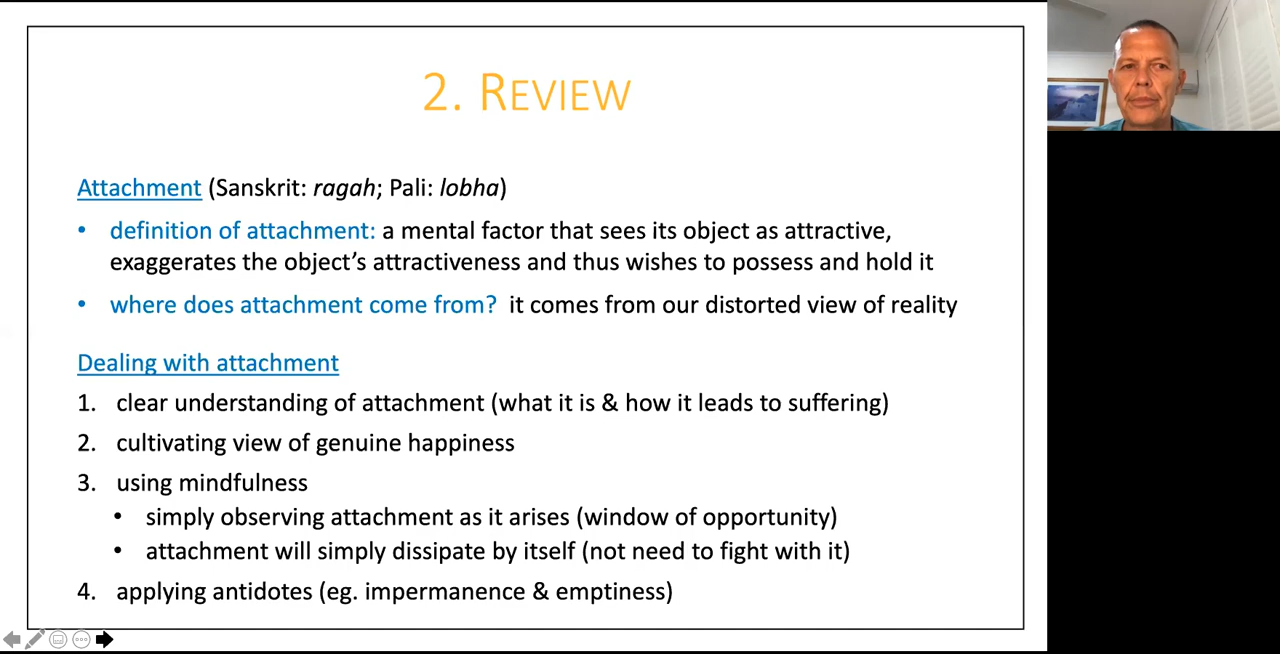 2. REVIEW
Attachment (Sanskrit: ragah; Pali: lobha)
• definition of attachment: a mental factor that sees its object as attractive,
exaggerates the object's attractiveness and thus wishes to possess and hold it
• where does attachment come from? it comes from our distorted view of reality
Dealing with attachment
1. clear understanding of attachment (what it is & how it leads to suffering)
2. cultivating view of genuine happiness
3. using mindfulness
• simply observing attachment as it arises (window of opportunity)
• attachment will simply dissipate by itself (not need to fight with it)
4. applying antidotes (eg. impermanence & emptiness)